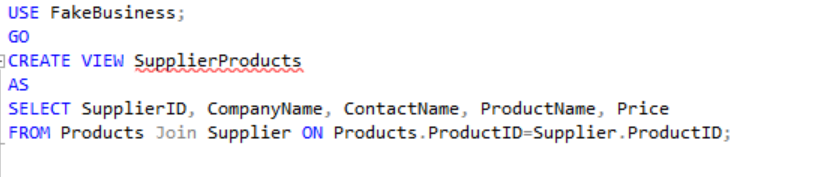 USE FakeBusiness;
GO
CREATE VIEW SupplierProducts
AS
SELECT SupplierID, CompanyName, ContactName, ProductName, Price
FROM Products Join Supplier ON Products.ProductID=Supplier.ProductID;